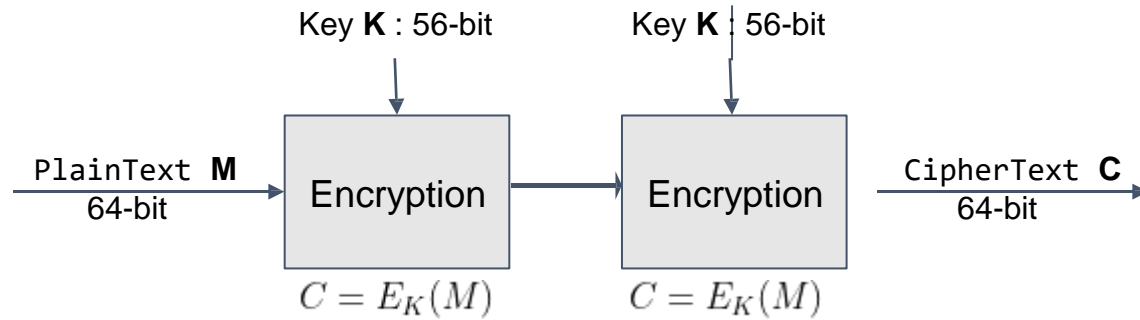 Key K : 56-bit
Key K : 56-bit
PlainText M
64-bit
Encryption
Encryption
CipherText C
64-bit
C = E_K(M)
C = E_K(M)